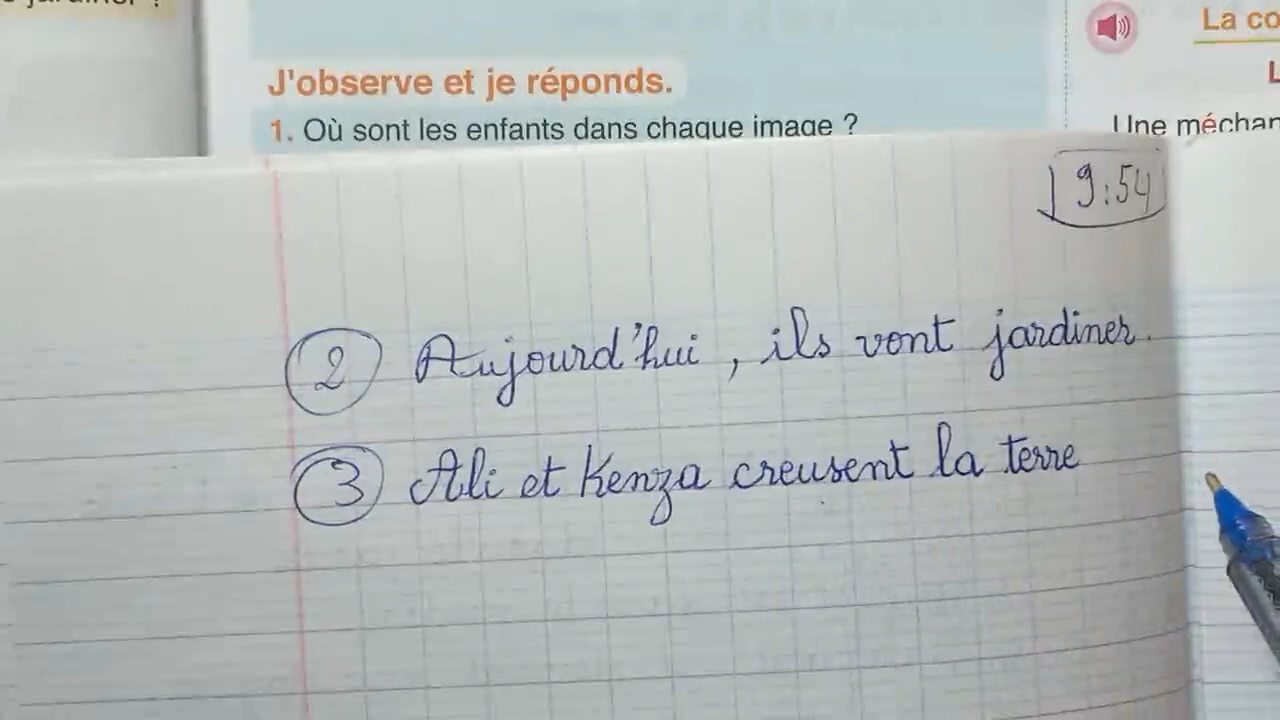 J'observe et je réponds.
1. Où sont les enfants dans chaque image ?
La co
Une méchan
9:54
2 Aujourd'hui, ils vont jardiner.
3 Ali et Kenza creusent la terre